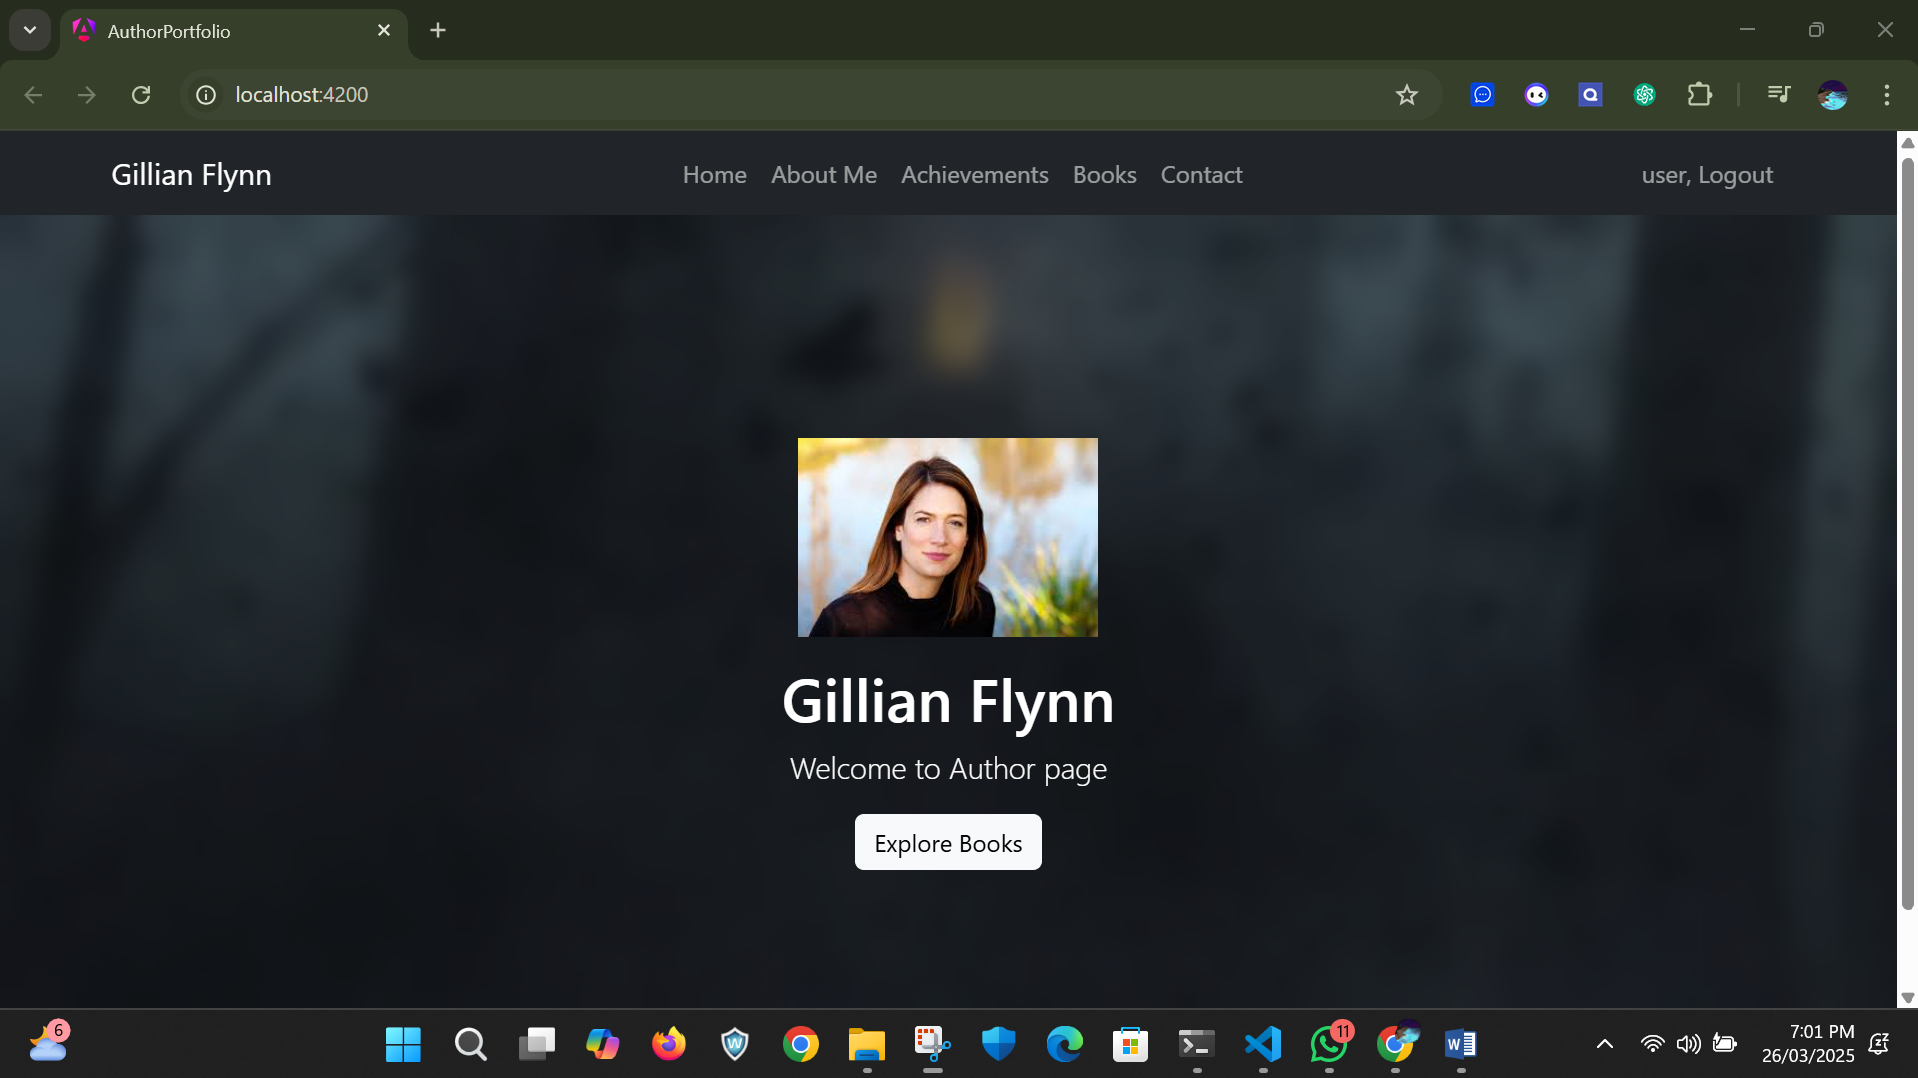 AuthorPortfolio
localhost:4200
Gillian Flynn
Home
About Me
Achievements
Books
Contact
user, Logout
Gillian Flynn
Welcome to Author page
Explore Books
6
11
7:01 PM
26/03/2025